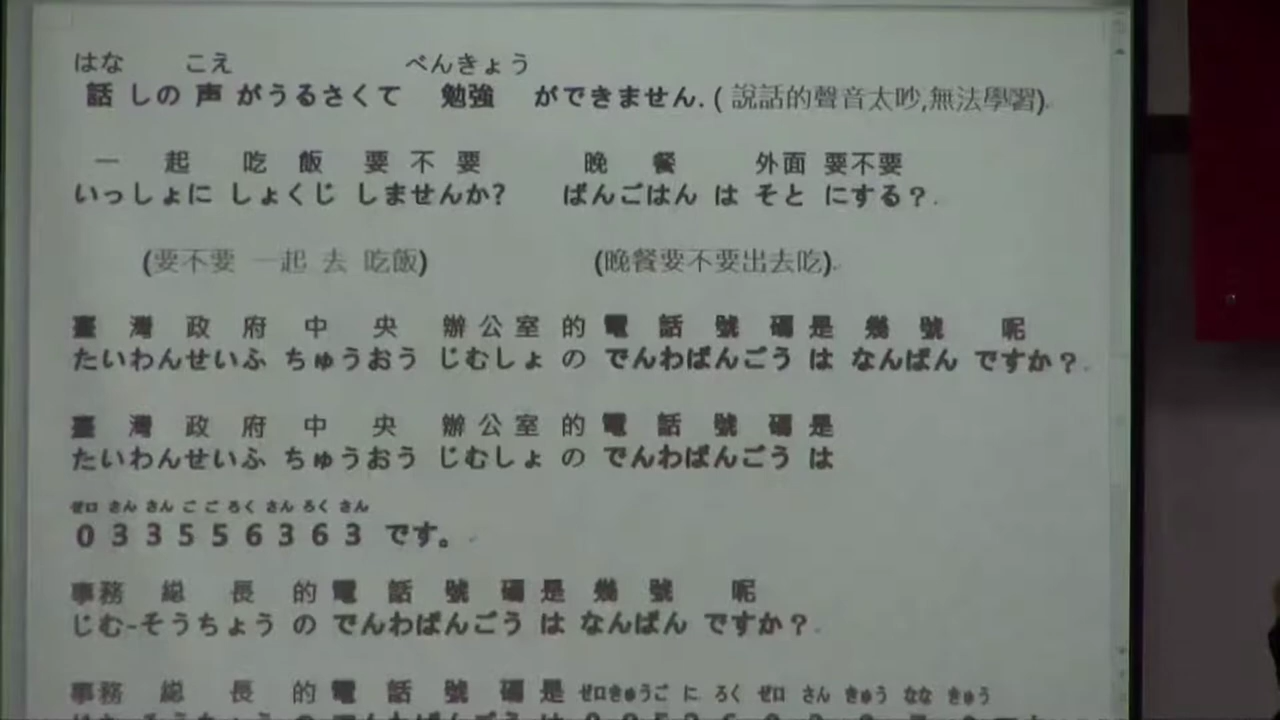 はな こえ べんきょう
話 しの 声 がうるさくて 勉強 ができません. ( 說話的聲音太吵,無法學習).
一 起 吃 飯 要 不 要 晚 餐 外面 要不要
いっしょに しょくじ しませんか? ばんごはん は そと にする？.
(要不要 一起 去 吃飯) (晚餐要不要出去吃).
臺 灣 政 府 中 央 辦 公 室 的 電 話 號 碼 是 幾 號 呢
たいわんせいふ ちゅうおう じむしょ の でんわばんごう は なんばん ですか？.
臺 灣 政 府 中 央 辦 公 室 的 電 話 號 碼 是
たいわんせいふ ちゅうおう じむしょ の でんわばんごう は
ゼロ さん さん ご ご ろく さん ろく さん
0 3 3 5 5 6 3 6 3 です。
事務 総 長 的 電 話 號 碼 是 幾 號 呢
じむ-そうちょう の でんわばんごう は なんばん ですか？.
事務 総 長 的 電 話 號 碼 是 ゼロきゅうご に ろく ゼロ さん きゅう なな きゅう